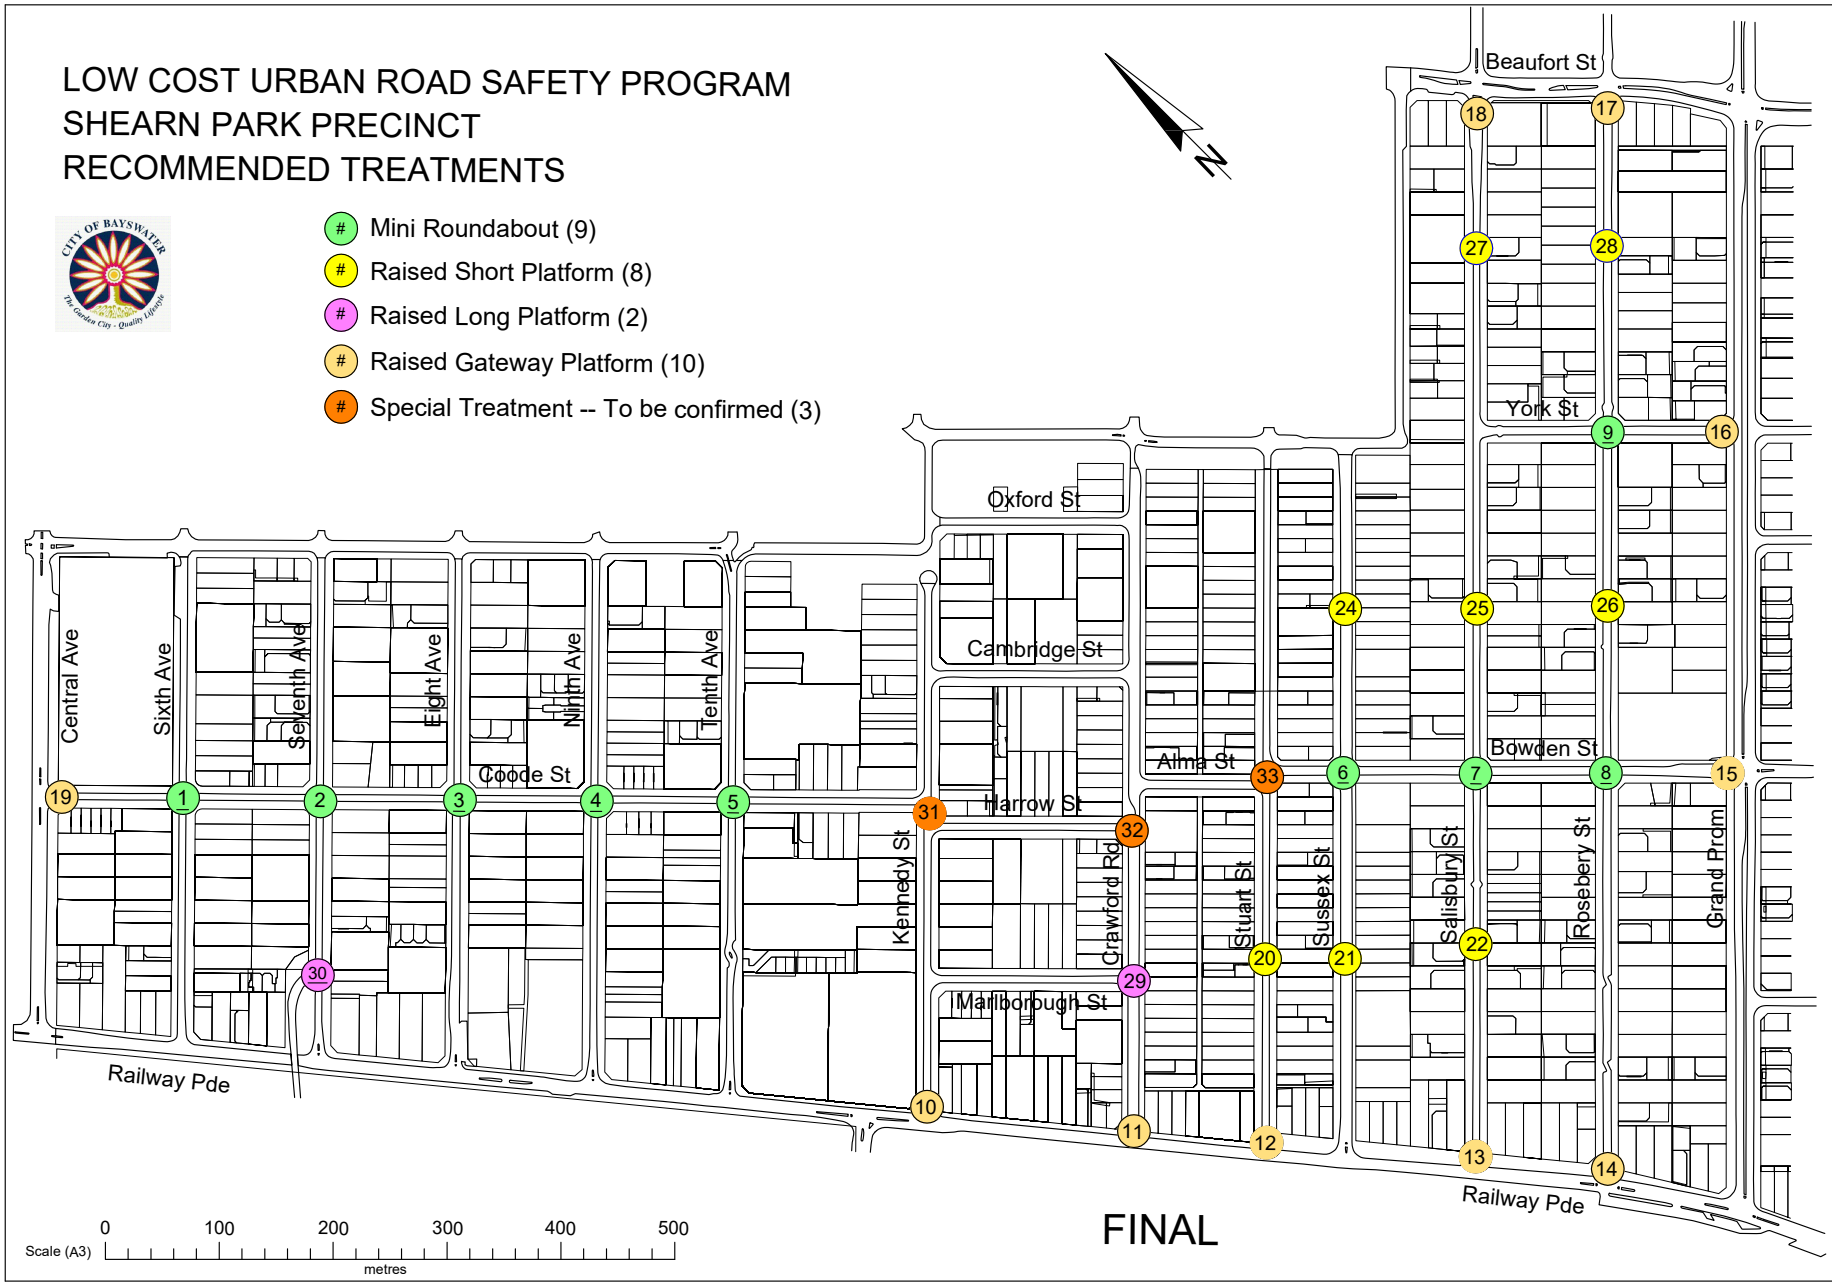 LOW COST URBAN ROAD SAFETY PROGRAM
SHEARN PARK PRECINCT
RECOMMENDED TREATMENTS
CITY OF BAYSWATER
The Garden City - Quality Lifestyle
# Mini Roundabout (9)
# Raised Short Platform (8)
# Raised Long Platform (2)
# Raised Gateway Platform (10)
# Special Treatment -- To be confirmed (3)
N
Beaufort St
18
17
27
28
York St
9
16
Oxford St
24
25
26
Cambridge St
Central Ave
Sixth Ave
Seventh Ave
Eight Ave
Ninth Ave
Tenth Ave
Coode St
Alma St
Bowden St
19
1
2
3
4
5
31
Harrow St
32
33
6
7
8
15
Kennedy St
Crawford Rd
Stuart St
Sussex St
Salisbury St
Rosebery St
Grand Prom
30
29
20
21
22
Marlborough St
10
11
12
13
14
Railway Pde
Railway Pde
0 100 200 300 400 500
Scale (A3)
metres
FINAL